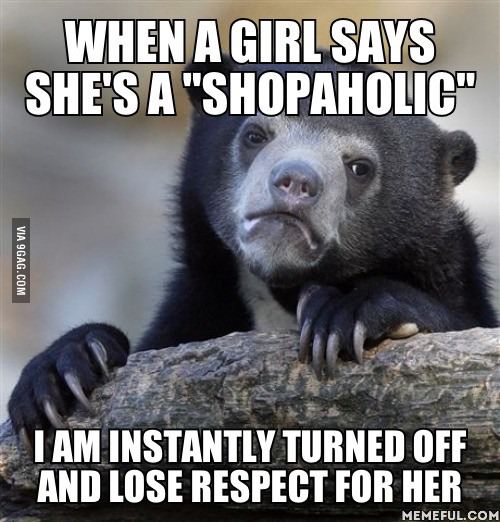 WHEN A GIRL SAYS
SHE'S A "SHOPAHOLIC"
VIA 9GAG.COM
I AM INSTANTLY TURNED OFF
AND LOSE RESPECT FOR HER
MEMEFUL.COM